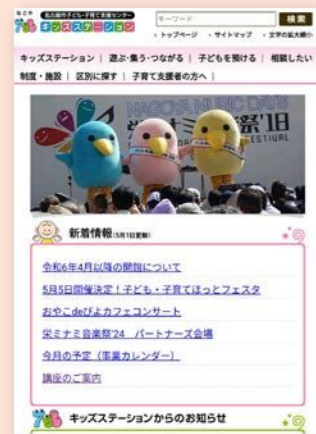 なごや
名古屋市子ども・子育て支援センター
758 キッズステーション
キーワード
検索
トップページ ・ サイトマップ ・ 文字の拡大縮小
キッズステーション | 遊ぶ・集う・つながる | 子どもを預ける | 相談したい
制度・施設 | 区別に探す | 子育て支援者の方へ |
NAGOYA MUSIC DAYS
祭'18
FESTIVAL
新着情報(5月1日更新)
令和6年4月以降の開館について
5月5日開催決定!子ども・子育てほっとフェスタ
おやこdeぴよカフェコンサート
栄ミナミ音楽祭'24 パートナーズ会場
今月の予定(事業カレンダー)
講座のご案内
758 キッズステーションからのお知らせ